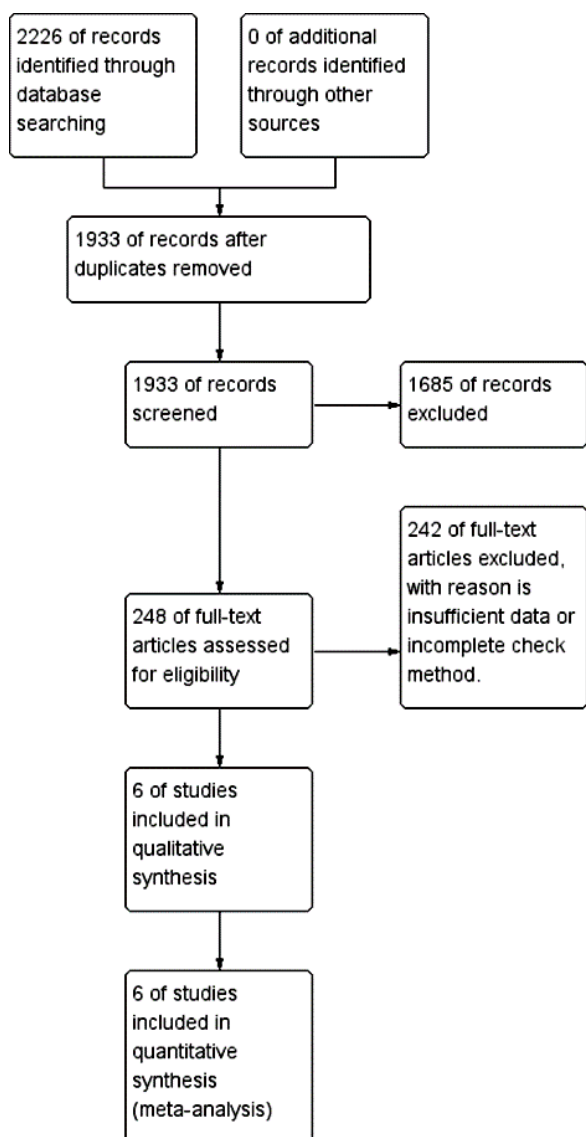 2226 of records
identified through
database
searching
0 of additional
records identified
through other
sources
1933 of records after
duplicates removed
1933 of records
screened
1685 of records
excluded
242 of full-text
articles excluded,
with reason is
insufficient data or
incomplete check
method.
248 of full-text
articles assessed
for eligibility
6 of studies
included in
qualitative
synthesis
6 of studies
included in
quantitative
synthesis
(meta-analysis)